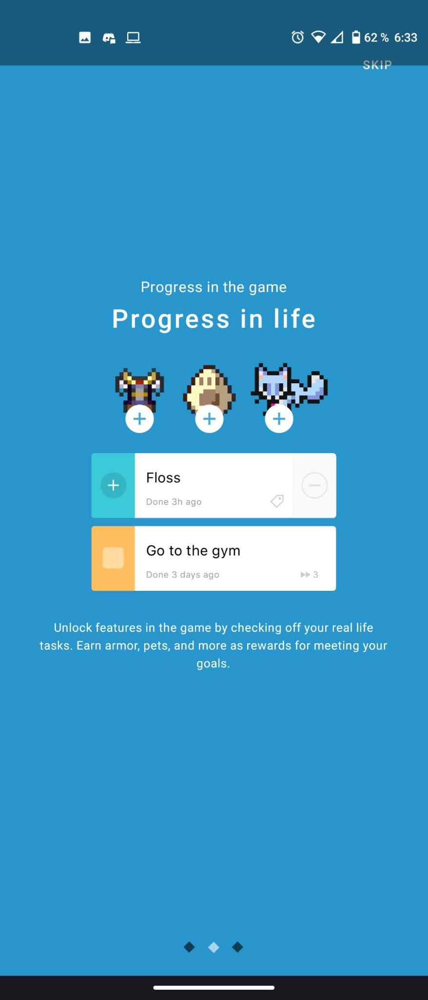 62 % 6:33
SKIP
Progress in the game
Progress in life
Floss
Done 3h ago
Go to the gym
Done 3 days ago
3
Unlock features in the game by checking off your real life
tasks. Earn armor, pets, and more as rewards for meeting your
goals.